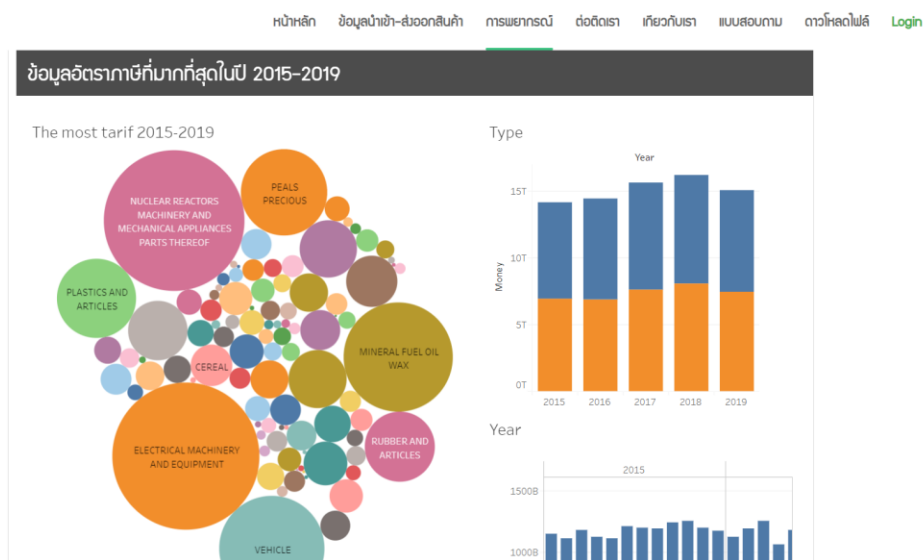 หน้าหลัก ข้อมูลนำเข้า-ส่งออกสินค้า การพยากรณ์ ต่อติดเรา เกี่ยวกับเรา แบบสอบถาม ดาวโหลดไฟล์ Login
ข้อมูลอัตราภาษีที่มากที่สุดในปี 2015-2019
The most tarif 2015-2019
NUCLEAR REACTORS
MACHINERY AND
MECHANICAL APPLIANCES
PARTS THEREOF
PEALS
PRECIOUS
PLASTICS AND
ARTICLES
MINERAL FUEL OIL
WAX
CEREAL
RUBBER AND
ARTICLES
ELECTRICAL MACHINERY
AND EQUIPMENT
VEHICLE
Type
Year
15T
10T
Money
5T
0T
2015 2016 2017 2018 2019
Year
2015
1500B
1000B